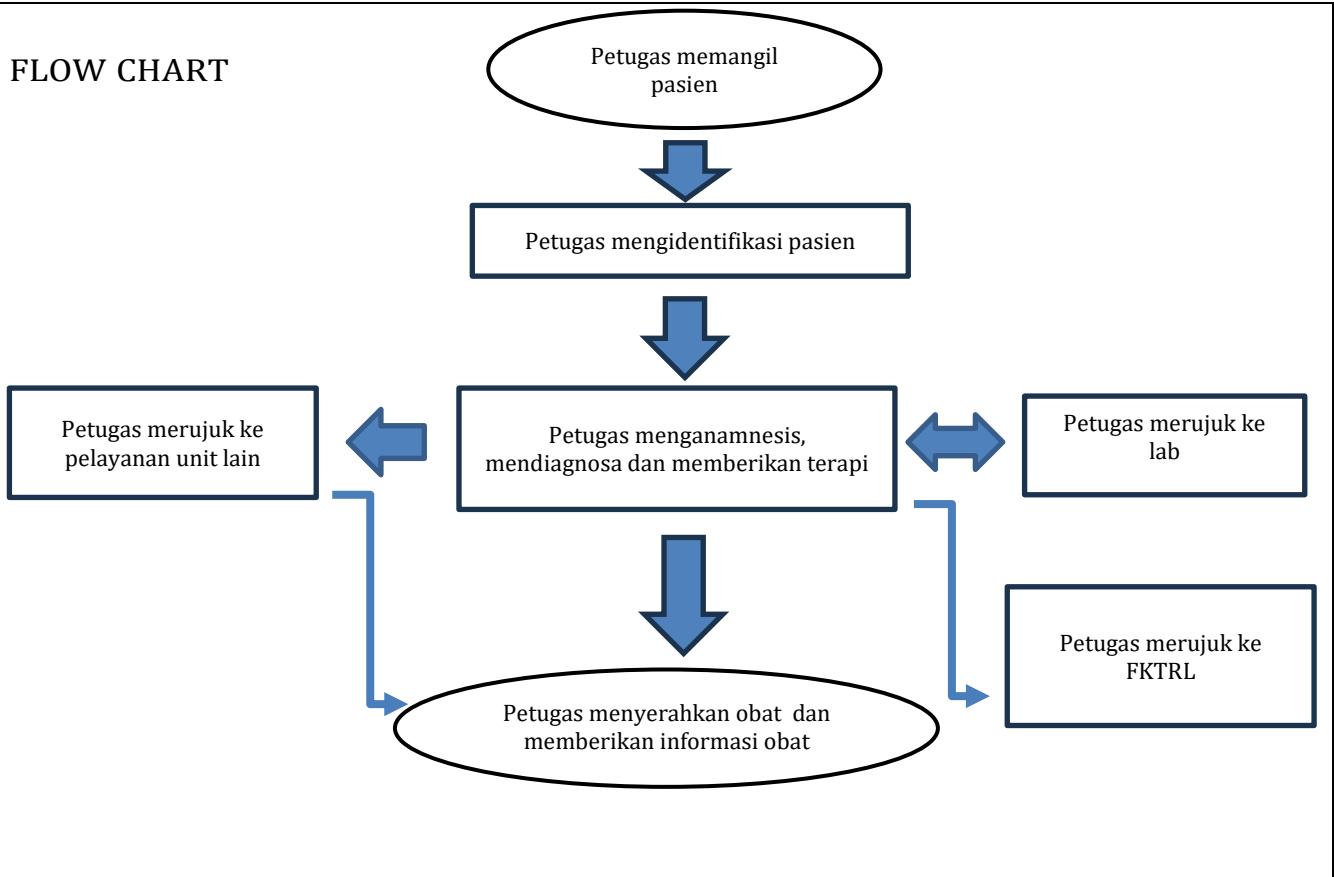 FLOW CHART
Petugas memangil
pasien
Petugas mengidentifikasi pasien
Petugas merujuk ke
pelayanan unit lain
Petugas menganamnesis,
mendiagnosa dan memberikan terapi
Petugas merujuk ke
lab
Petugas merujuk ke
FKTRL
Petugas menyerahkan obat dan
memberikan informasi obat